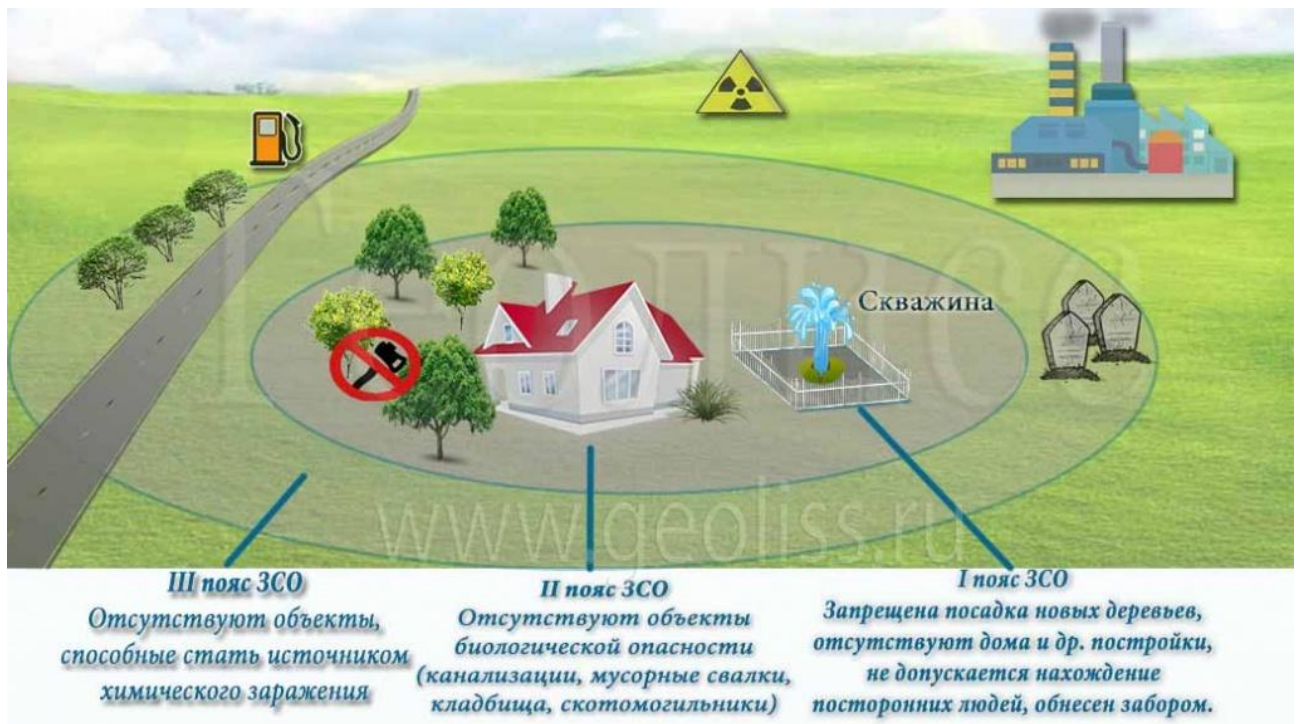 Скважина
Геолисс
www.geoliss.ru
III пояс ЗСО
Отсутствуют объекты,
способные стать источником
химического заражения
II пояс ЗСО
Отсутствуют объекты
биологической опасности
(канализации, мусорные свалки,
кладбища, скотомогильники)
I пояс ЗСО
Запрещена посадка новых деревьев,
отсутствуют дома и др. постройки,
не допускается нахождение
посторонних людей, обнесен забором.